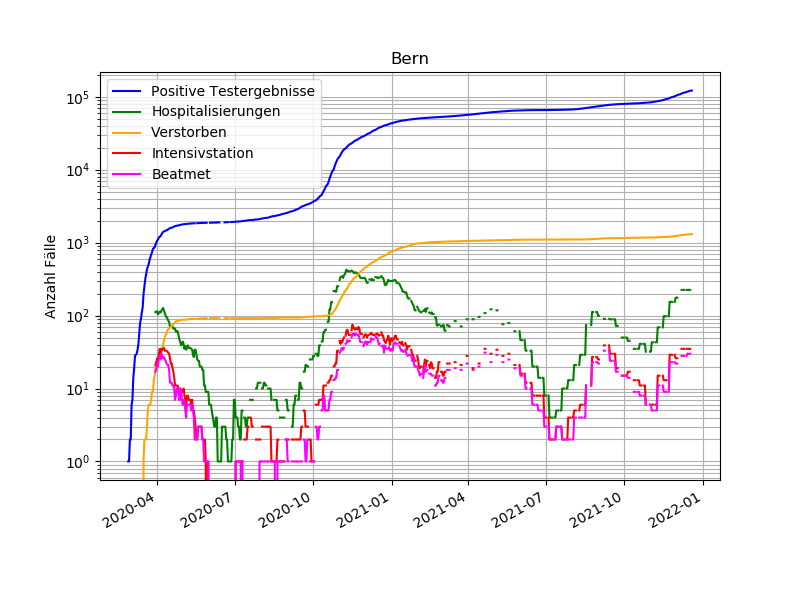 Bern
Positive Testergebnisse
Hospitalisierungen
Verstorben
Intensivstation
Beatmet
Anzahl Fälle
10^5
10^4
10^3
10^2
10^1
10^0
2020-04 2020-07 2020-10 2021-01 2021-04 2021-07 2021-10 2022-01